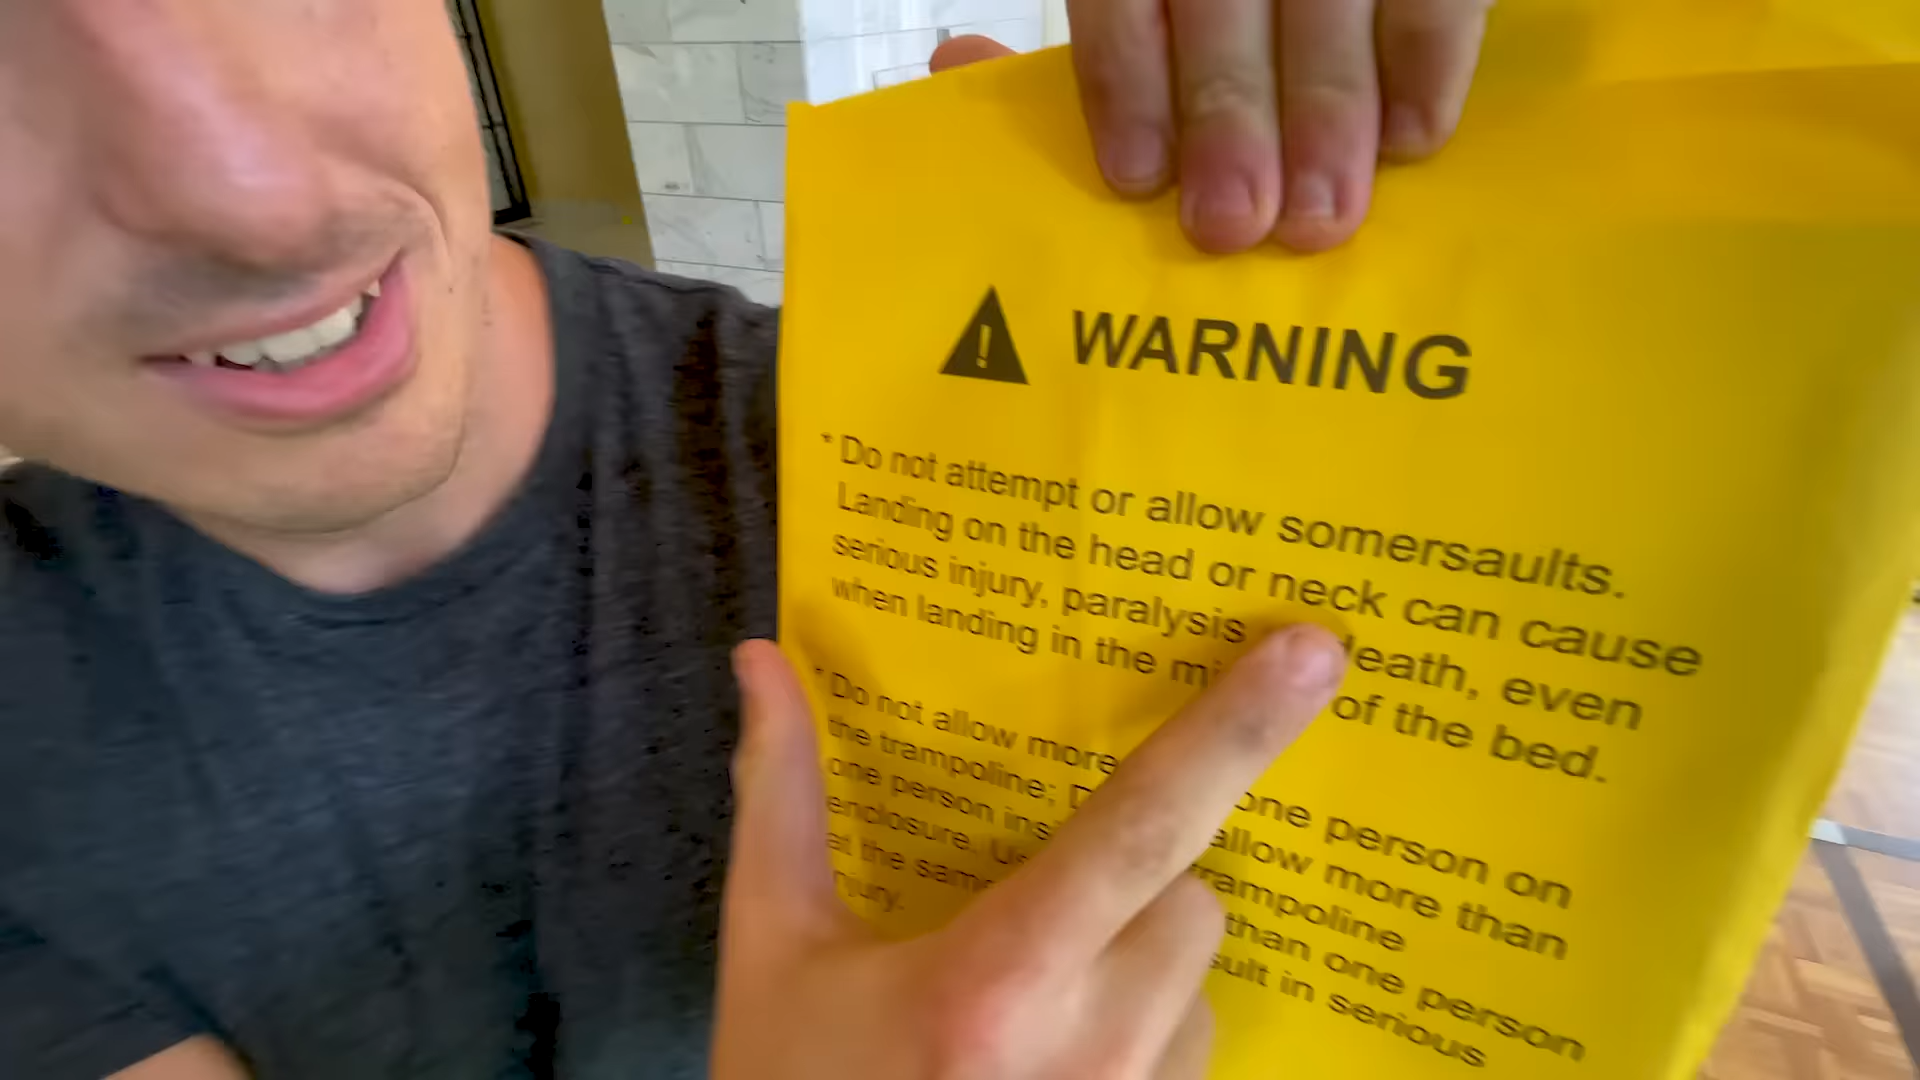 ! WARNING
* Do not attempt or allow somersaults.
Landing on the head or neck can cause
serious injury, paralysis death, even
when landing in the of the bed.
* Do not allow more one person on
the trampoline; allow more than
one person trampoline
enclosure. than one person
at the same in serious
injury.